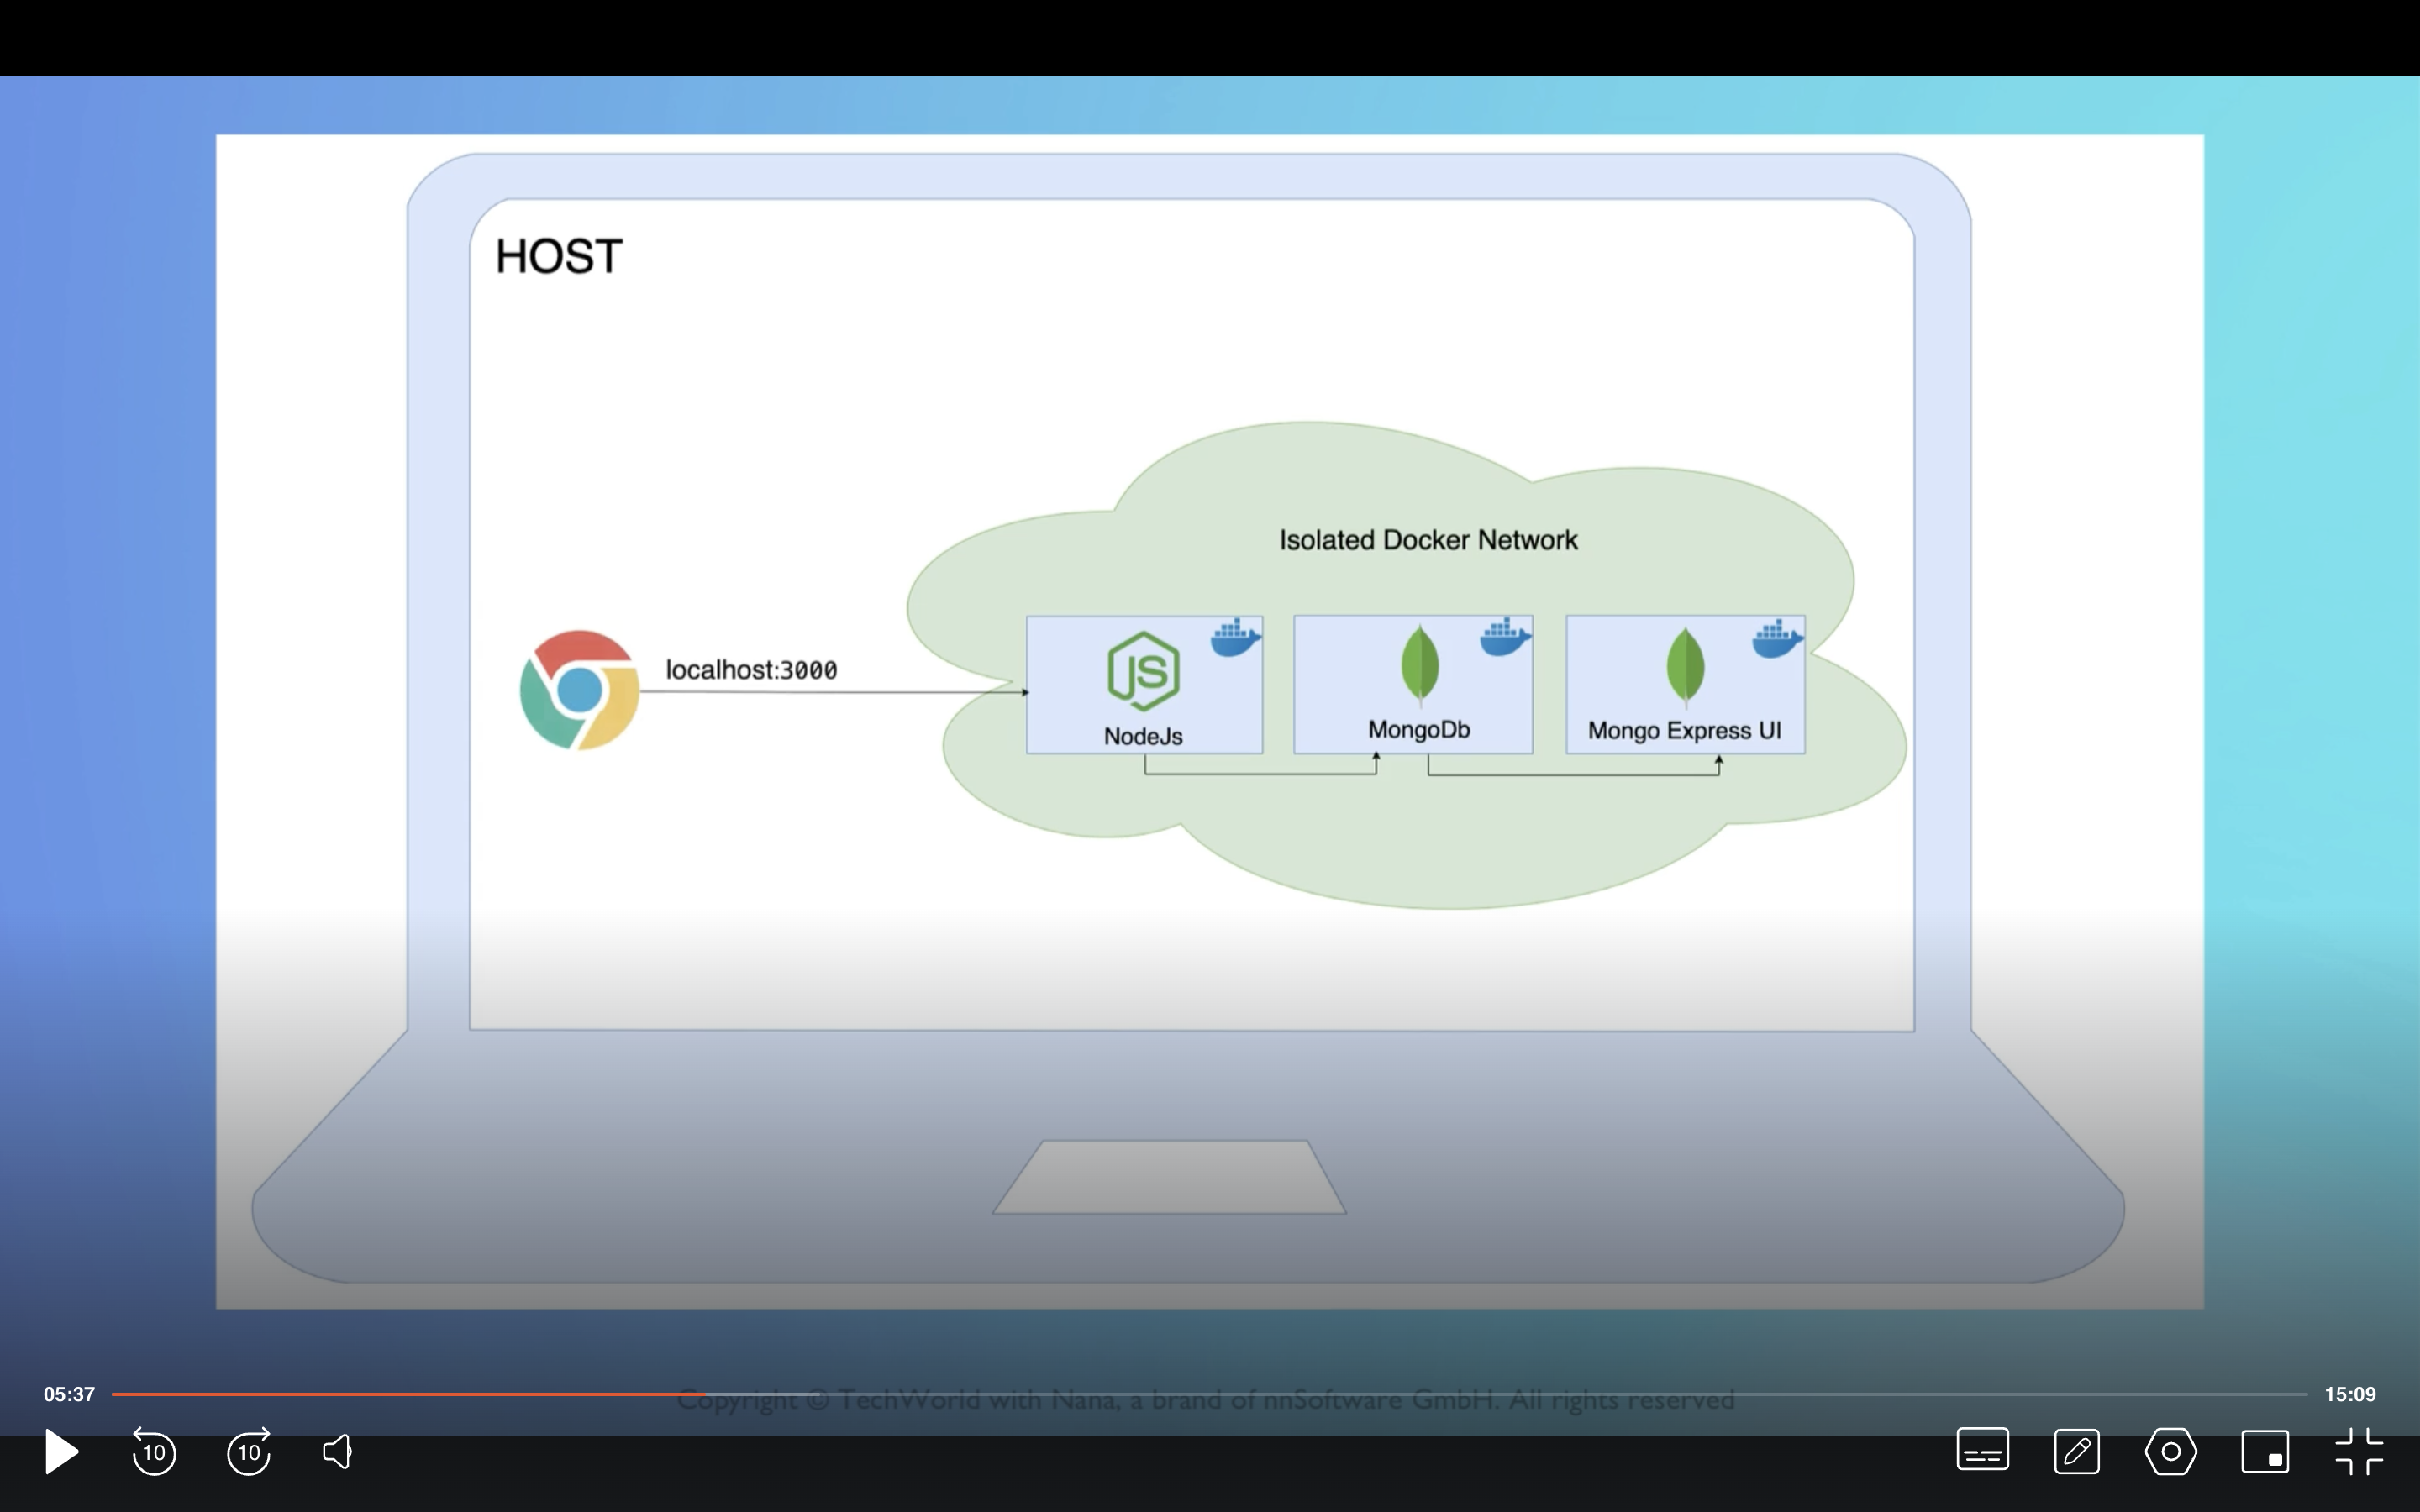 HOST
Isolated Docker Network
localhost:3000
JS
NodeJs
MongoDb
Mongo Express UI
05:37
Copyright © TechWorld with Nana, a brand of nnSoftware GmbH. All rights reserved
15:09
10
10